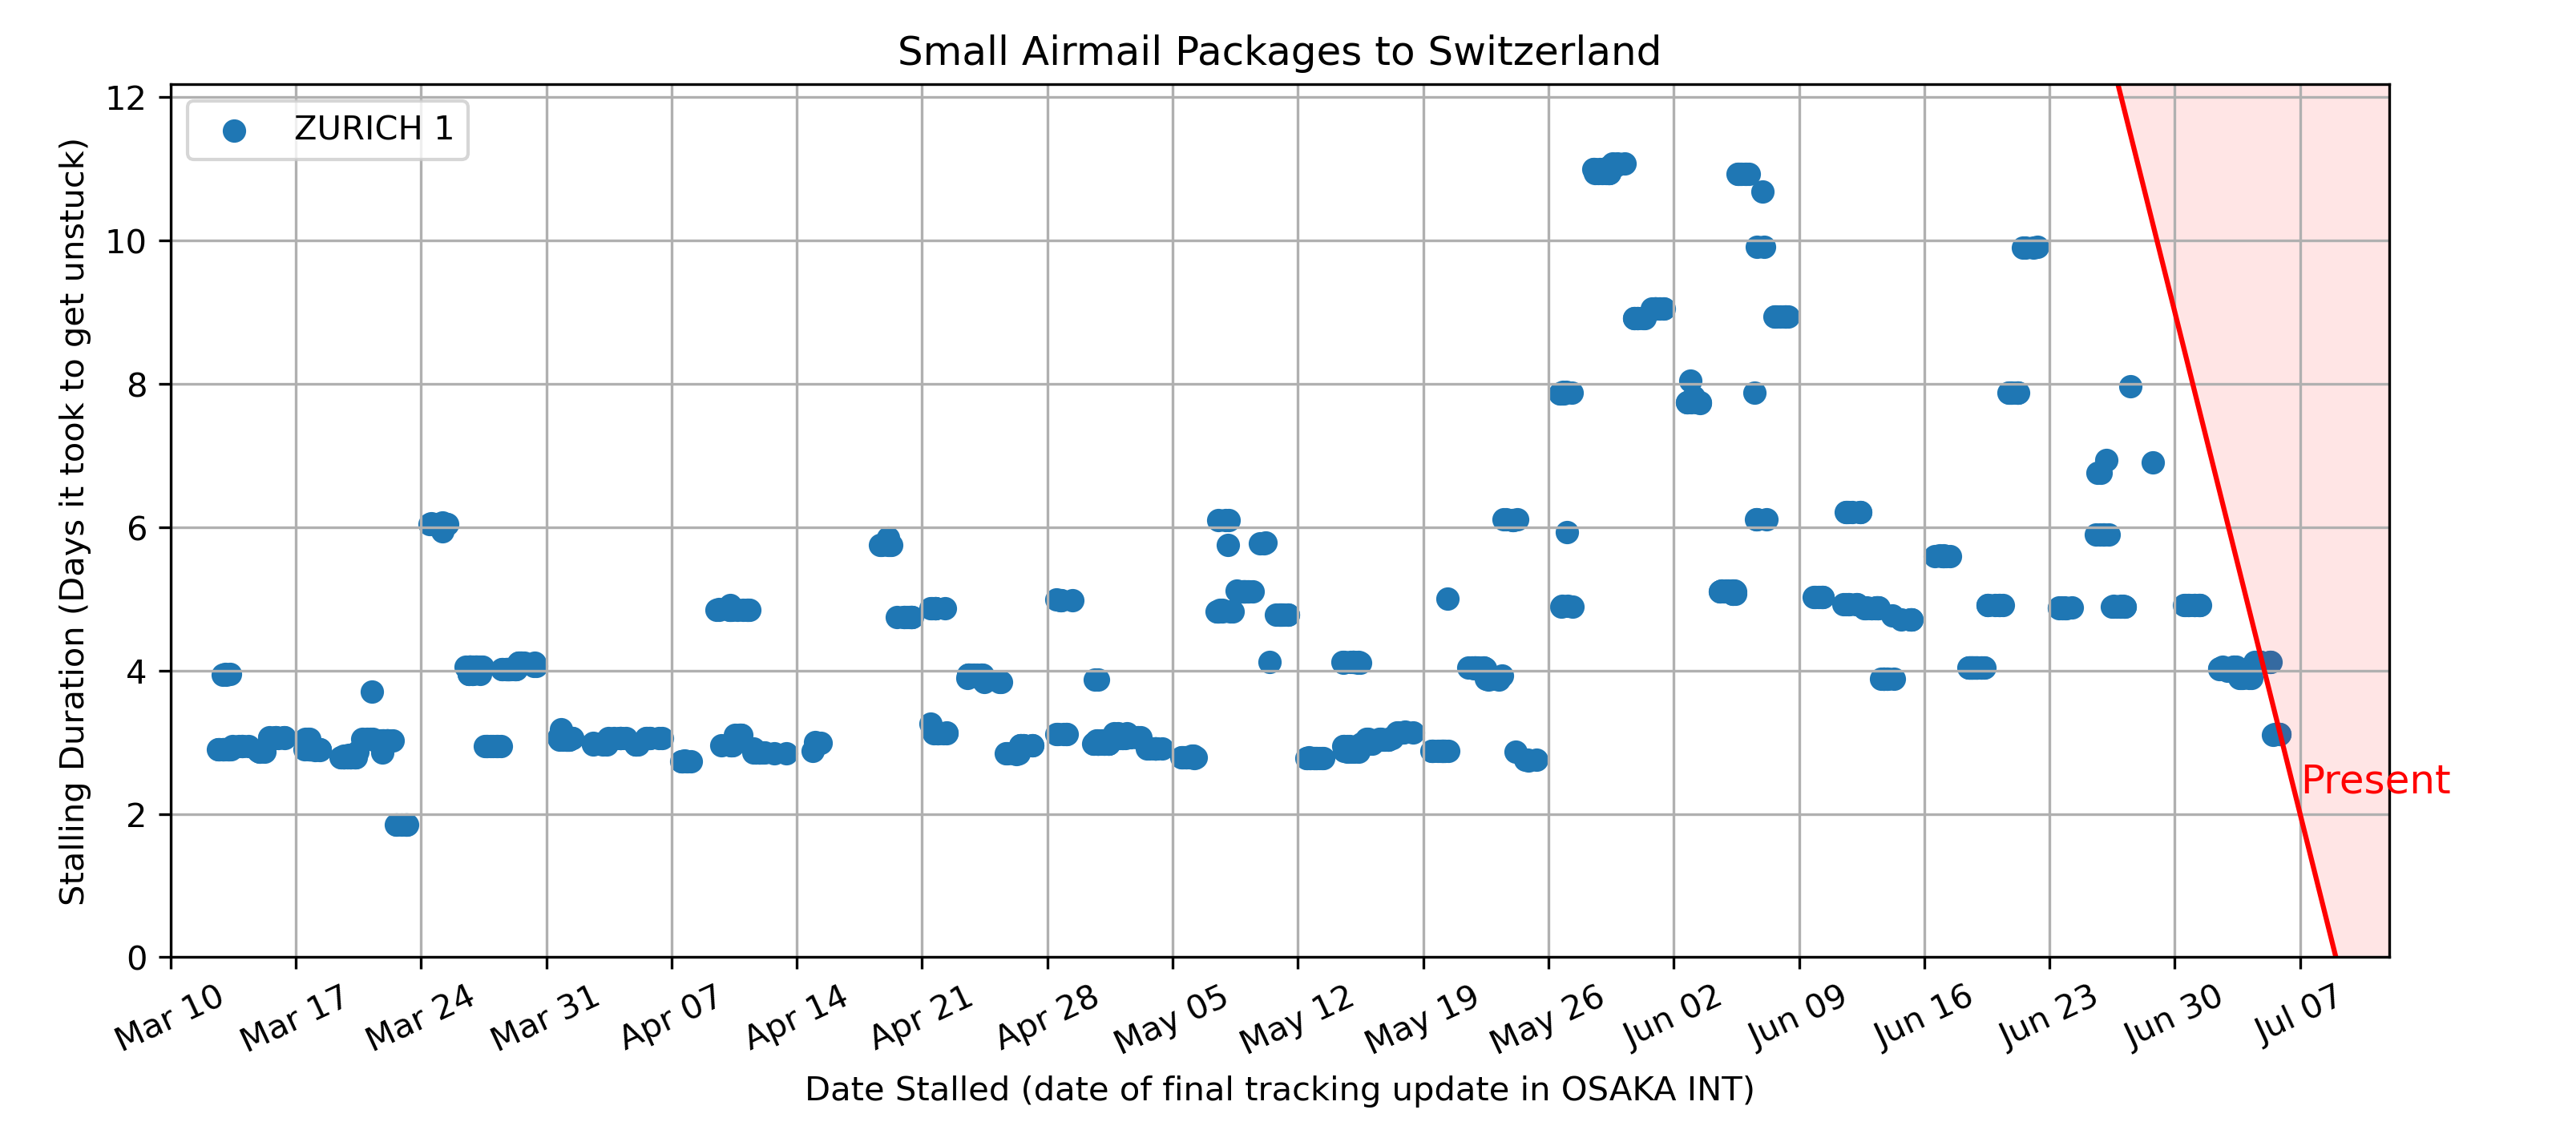 Small Airmail Packages to Switzerland
ZURICH 1
Stalling Duration (Days it took to get unstuck)
12
10
8
6
4
2
0
Present
Mar 10
Mar 17
Mar 24
Mar 31
Apr 07
Apr 14
Apr 21
Apr 28
May 05
May 12
May 19
May 26
Jun 02
Jun 09
Jun 16
Jun 23
Jun 30
Jul 07
Date Stalled (date of final tracking update in OSAKA INT)